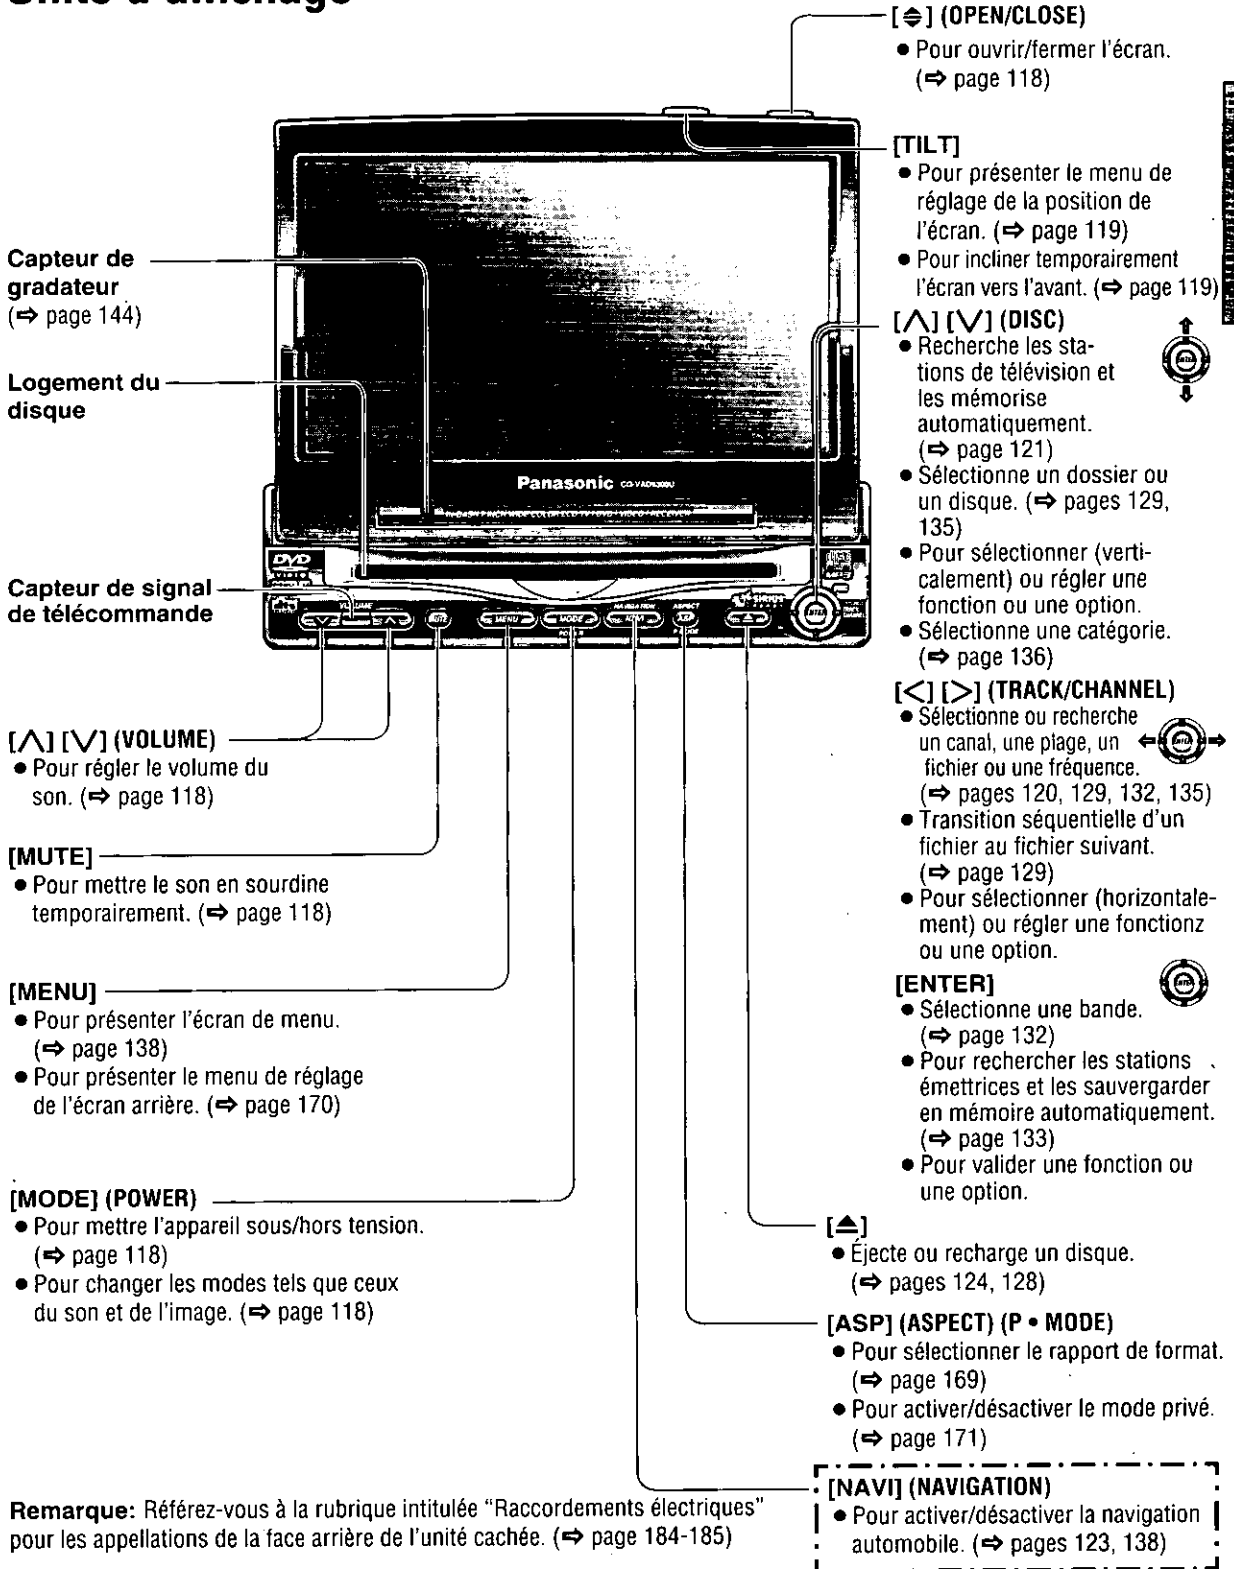 [⏏] (OPEN/CLOSE)
● Pour ouvrir/fermer l'écran.
(⇨ page 118)
[TILT]
● Pour présenter le menu de
réglage de la position de
l'écran. (⇨ page 119)
● Pour incliner temporairement
l'écran vers l'avant. (⇨ page 119)
Capteur de
gradateur
(⇨ page 144)
Logement du
disque
Capteur de signal
de télécommande
Panasonic
DVD
VOLUME
MUTE
MENU
MODE
NAVIGATION
NAVI
ASPECT
ASP
ENTER
[∧] [∨] (DISC)
● Recherche les sta-
tions de télévision et
les mémorise
automatiquement.
(⇨ page 121)
● Sélectionne un dossier ou
un disque. (⇨ pages 129,
135)
● Pour sélectionner (verti-
calement) ou régler une
fonction ou une option.
● Sélectionne une catégorie.
(⇨ page 136)
[<] [>] (TRACK/CHANNEL)
● Sélectionne ou recherche
un canal, une plage, un
fichier ou une fréquence.
(⇨ pages 120, 129, 132, 135)
● Transition séquentielle d'un
fichier au fichier suivant.
(⇨ page 129)
● Pour sélectionner (horizontale-
ment) ou régler une fonctionz
ou une option.
[ENTER]
● Sélectionne une bande.
(⇨ page 132)
● Pour rechercher les stations
émettrices et les sauvergarder
en mémoire automatiquement.
(⇨ page 133)
● Pour valider une fonction ou
une option.
[∧] [∨] (VOLUME)
● Pour régler le volume du
son. (⇨ page 118)
[MUTE]
● Pour mettre le son en sourdine
temporairement. (⇨ page 118)
[MENU]
● Pour présenter l'écran de menu.
(⇨ page 138)
● Pour présenter le menu de réglage
de l'écran arrière. (⇨ page 170)
[MODE] (POWER)
● Pour mettre l'appareil sous/hors tension.
(⇨ page 118)
● Pour changer les modes tels que ceux
du son et de l'image. (⇨ page 118)
[⏏]
● Éjecte ou recharge un disque.
(⇨ pages 124, 128)
[ASP] (ASPECT) (P • MODE)
● Pour sélectionner le rapport de format.
(⇨ page 169)
● Pour activer/désactiver le mode privé.
(⇨ page 171)
[NAVI] (NAVIGATION)
● Pour activer/désactiver la navigation
automobile. (⇨ pages 123, 138)
Remarque: Référez-vous à la rubrique intitulée "Raccordements électriques"
pour les appellations de la face arrière de l'unité cachée. (⇨ page 184-185)